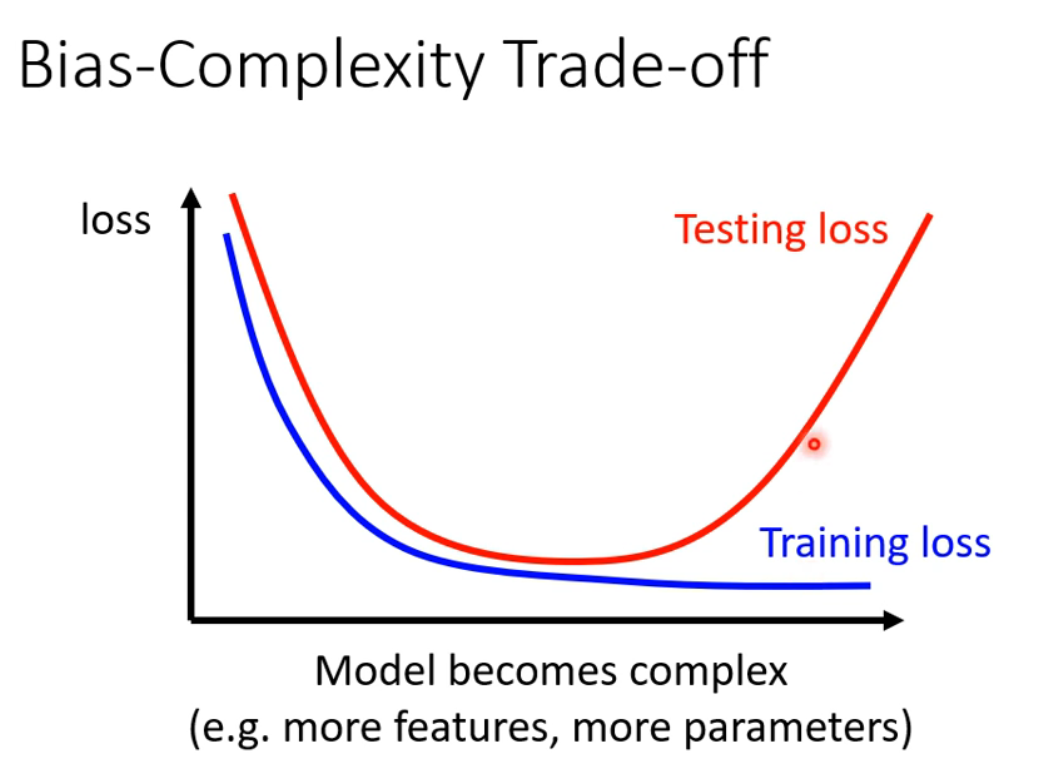 Bias-Complexity Trade-off
loss
Testing loss
Training loss
Model becomes complex
(e.g. more features, more parameters)